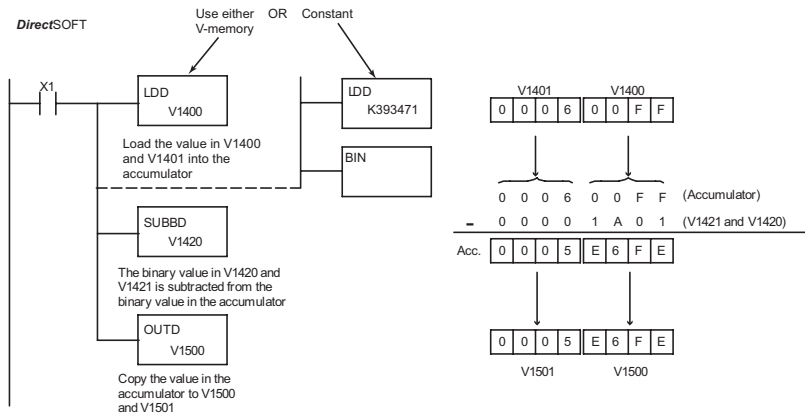 DirectSOFT
Use either OR Constant
V-memory
X1
LDD
V1400
Load the value in V1400
and V1401 into the
accumulator
LDD
K393471
BIN
SUBBD
V1420
The binary value in V1420 and
V1421 is subtracted from the
binary value in the accumulator
OUTD
V1500
Copy the value in the
accumulator to V1500
and V1501
V1401 V1400
0 0 0 6 0 0 F F
0 0 0 6 0 0 F F (Accumulator)
- 0 0 0 0 1 A 0 1 (V1421 and V1420)
Acc. 0 0 0 5 E 6 F E
0 0 0 5 E 6 F E
V1501 V1500